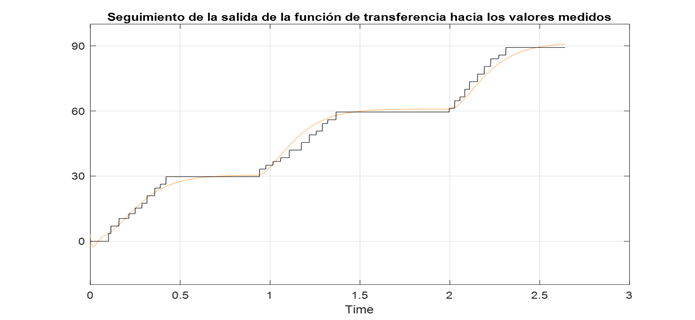 Seguimiento de la salida de la función de transferencia hacia los valores medidos
90
60
30
0
0 0.5 1 1.5 2 2.5 3
Time